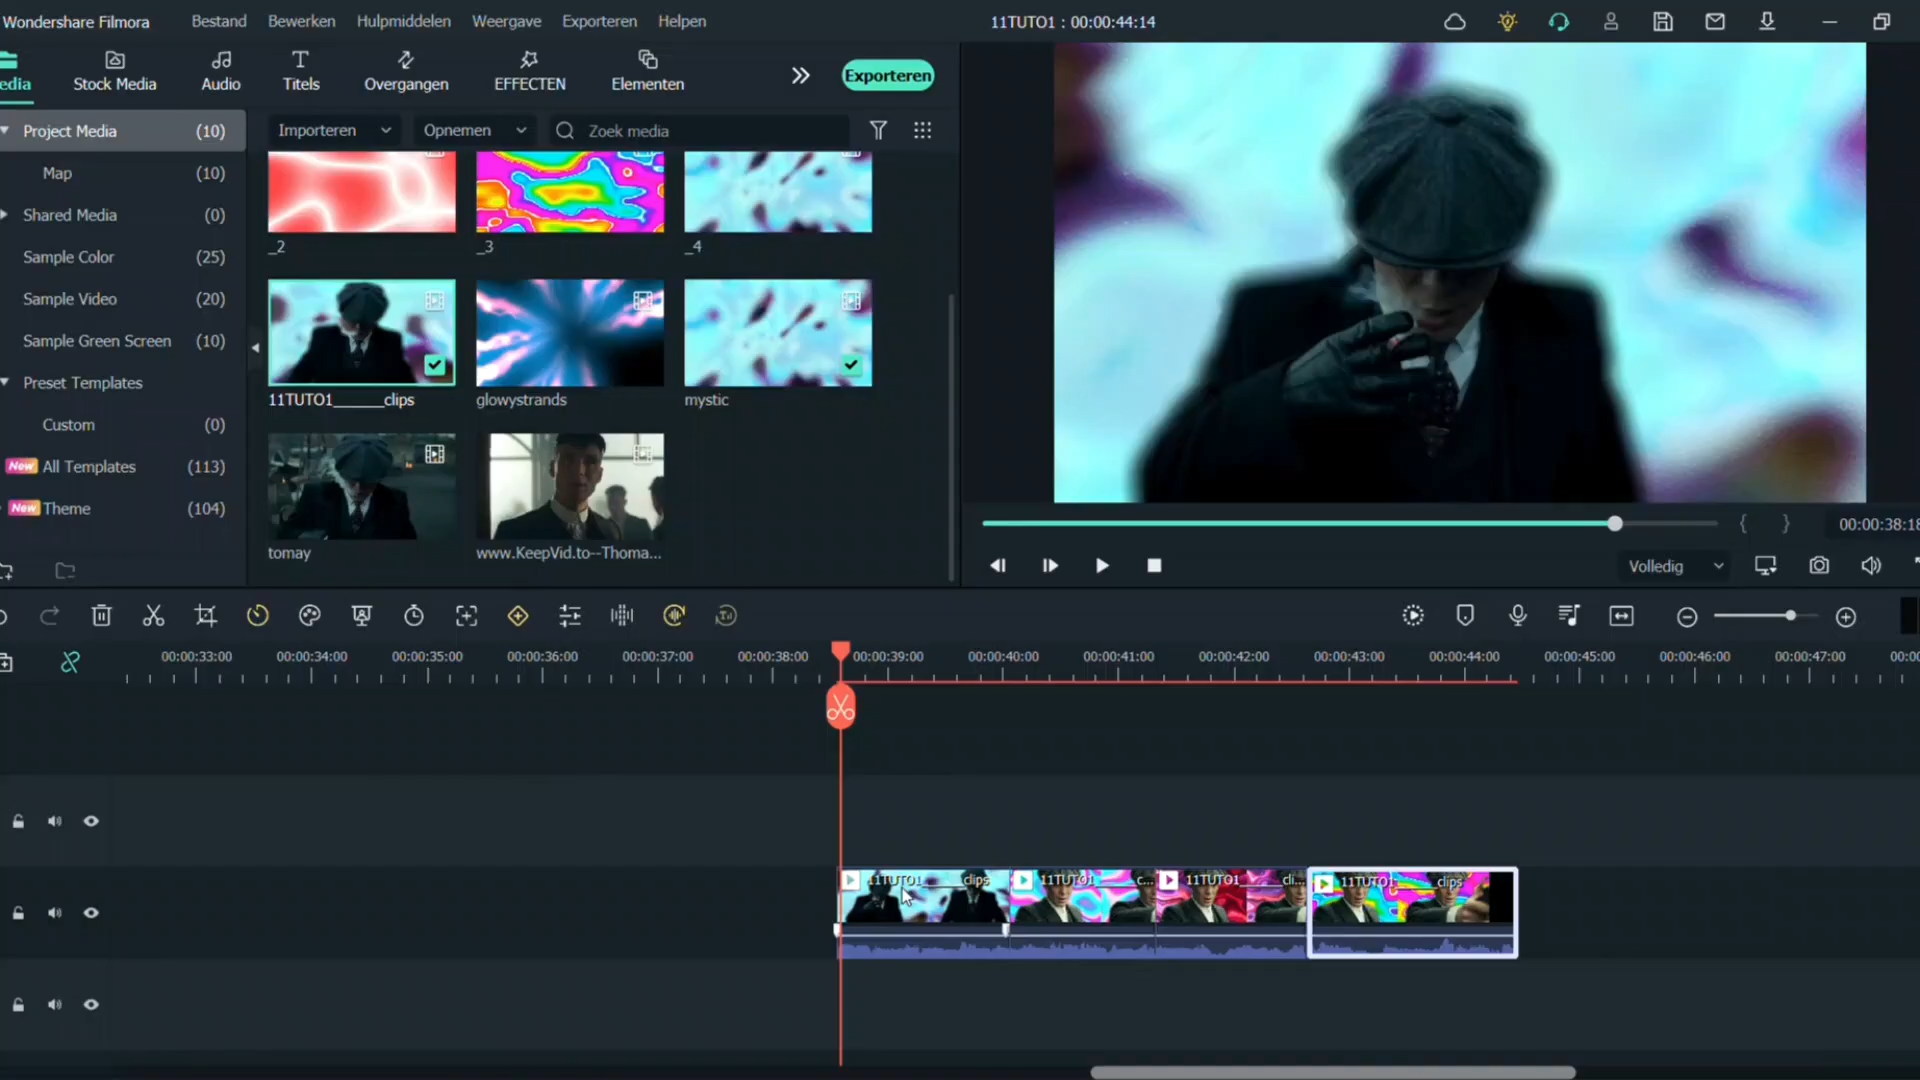 Wondershare Filmora Bestand Bewerken Hulpmiddelen Weergave Exporteren Helpen 11TUTO1 : 00:00:44:14
edia Stock Media Audio Titels Overgangen EFFECTEN Elementen Exporteren
Project Media (10)
Importeren Opnemen Zoek media
Map (10)
Shared Media (0)
Sample Color (25)
Sample Video (20)
Sample Green Screen (10)
Preset Templates
Custom (0)
New All Templates (113)
New Theme (104)
_2 _3 _4
11TUTO1______clips glowystrands mystic
tomay www.KeepVid.to--Thoma...
00:00:38:18
Volledig
00:00:33:00 00:00:34:00 00:00:35:00 00:00:36:00 00:00:37:00 00:00:38:00 00:00:39:00 00:00:40:00 00:00:41:00 00:00:42:00 00:00:43:00 00:00:44:00 00:00:45:00 00:00:46:00 00:00:47:00 00:00
11TUTO1______clips 11TUTO1______c... 11TUTO1______cli... 11TUTO1______clips